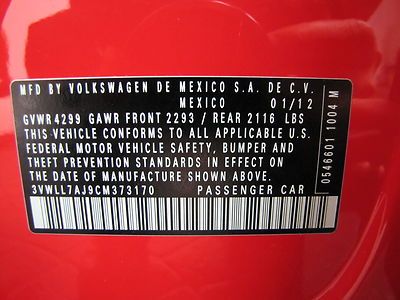 MFD BY VOLKSWAGEN DE MEXICO S.A. DE C.V.
MEXICO 01/12
GVWR 4299 GAWR FRONT 2293 / REAR 2116 LBS
THIS VEHICLE CONFORMS TO ALL APPLICABLE U.S.
FEDERAL MOTOR VEHICLE SAFETY, BUMPER AND
THEFT PREVENTION STANDARDS IN EFFECT ON THE
DATE OF MANUFACTURE SHOWN ABOVE.
3VWLL7AJ9CM373170 PASSENGER CAR
0546601 1004 M